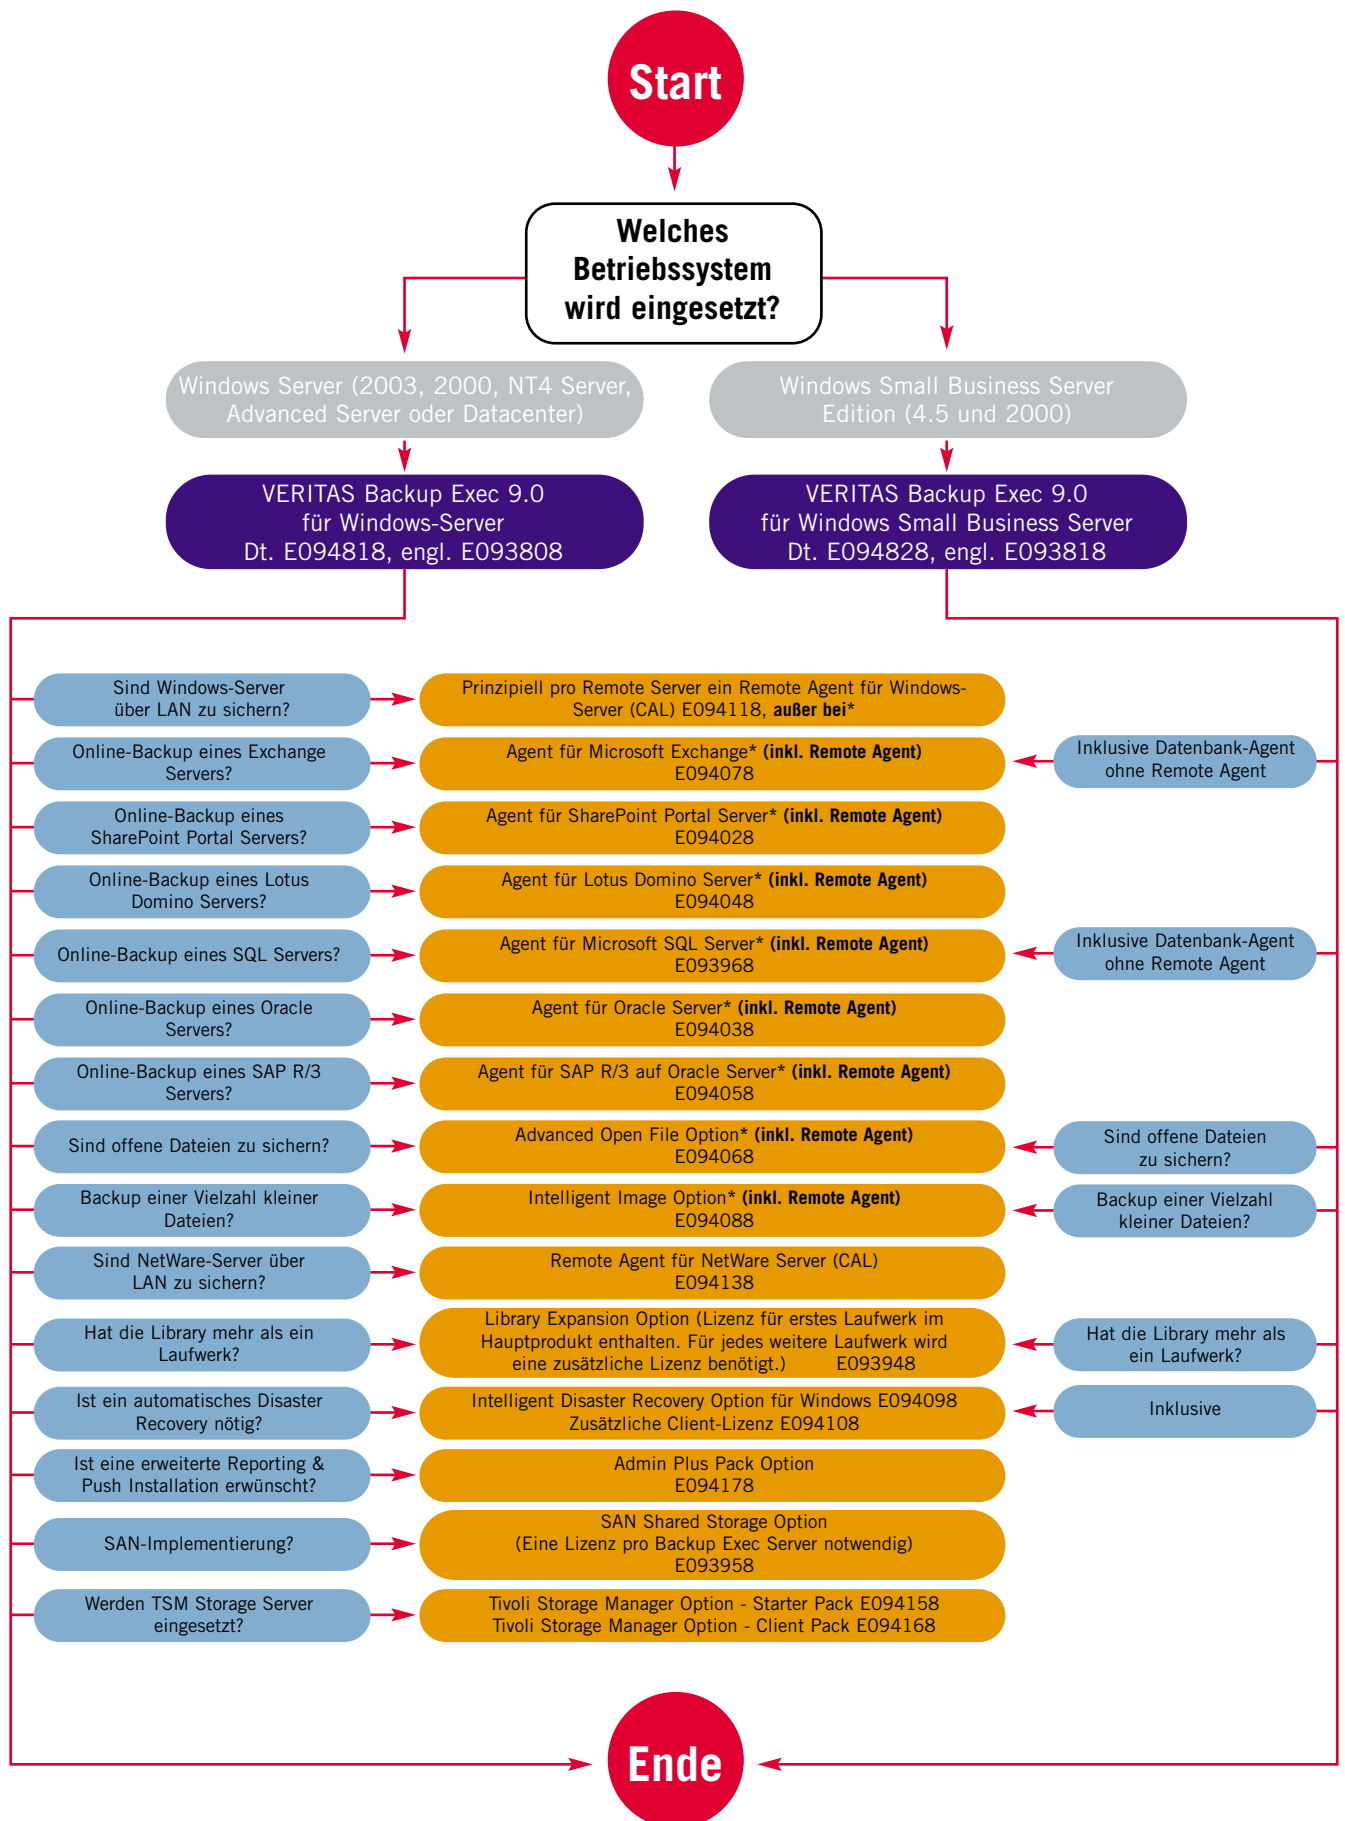 Start
Welches
Betriebssystem
wird eingesetzt?
Windows Server (2003, 2000, NT4 Server,
Advanced Server oder Datacenter)
Windows Small Business Server
Edition (4.5 und 2000)
VERITAS Backup Exec 9.0
für Windows-Server
Dt. E094818, engl. E093808
VERITAS Backup Exec 9.0
für Windows Small Business Server
Dt. E094828, engl. E093818
Sind Windows-Server
über LAN zu sichern?
Prinzipiell pro Remote Server ein Remote Agent für Windows-
Server (CAL) E094118, außer bei*
Online-Backup eines Exchange
Servers?
Agent für Microsoft Exchange* (inkl. Remote Agent)
E094078
Inklusive Datenbank-Agent
ohne Remote Agent
Online-Backup eines
SharePoint Portal Servers?
Agent für SharePoint Portal Server* (inkl. Remote Agent)
E094028
Online-Backup eines Lotus
Domino Servers?
Agent für Lotus Domino Server* (inkl. Remote Agent)
E094048
Online-Backup eines SQL Servers?
Agent für Microsoft SQL Server* (inkl. Remote Agent)
E093968
Inklusive Datenbank-Agent
ohne Remote Agent
Online-Backup eines Oracle
Servers?
Agent für Oracle Server* (inkl. Remote Agent)
E094038
Online-Backup eines SAP R/3
Servers?
Agent für SAP R/3 auf Oracle Server* (inkl. Remote Agent)
E094058
Sind offene Dateien zu sichern?
Advanced Open File Option* (inkl. Remote Agent)
E094068
Sind offene Dateien
zu sichern?
Backup einer Vielzahl kleiner
Dateien?
Intelligent Image Option* (inkl. Remote Agent)
E094088
Backup einer Vielzahl
kleiner Dateien?
Sind NetWare-Server über
LAN zu sichern?
Remote Agent für NetWare Server (CAL)
E094138
Hat die Library mehr als ein
Laufwerk?
Library Expansion Option (Lizenz für erstes Laufwerk im
Hauptprodukt enthalten. Für jedes weitere Laufwerk wird
eine zusätzliche Lizenz benötigt.) E093948
Hat die Library mehr als
ein Laufwerk?
Ist ein automatisches Disaster
Recovery nötig?
Intelligent Disaster Recovery Option für Windows E094098
Zusätzliche Client-Lizenz E094108
Inklusive
Ist eine erweiterte Reporting &
Push Installation erwünscht?
Admin Plus Pack Option
E094178
SAN-Implementierung?
SAN Shared Storage Option
(Eine Lizenz pro Backup Exec Server notwendig)
E093958
Werden TSM Storage Server
eingesetzt?
Tivoli Storage Manager Option - Starter Pack E094158
Tivoli Storage Manager Option - Client Pack E094168
Ende